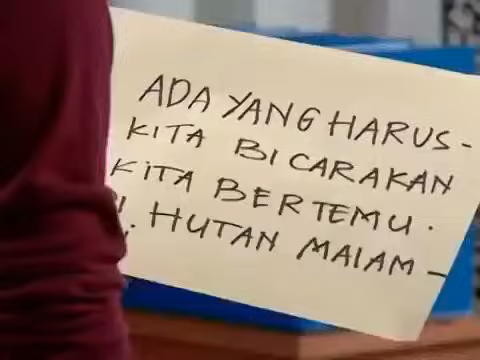 ADA YANG HARUS-
KITA BICARAKAN
KITA BERTEMU.
HUTAN MALAM-